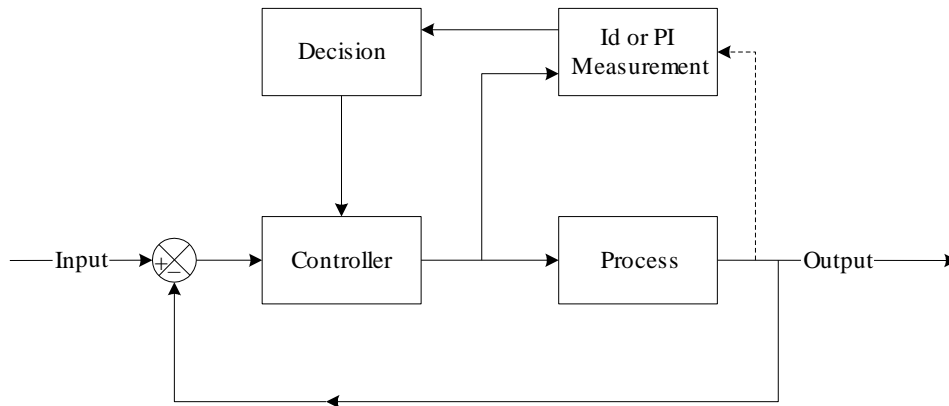 Decision
Id or PI
Measurement
Input
+
−
Controller
Process
Output